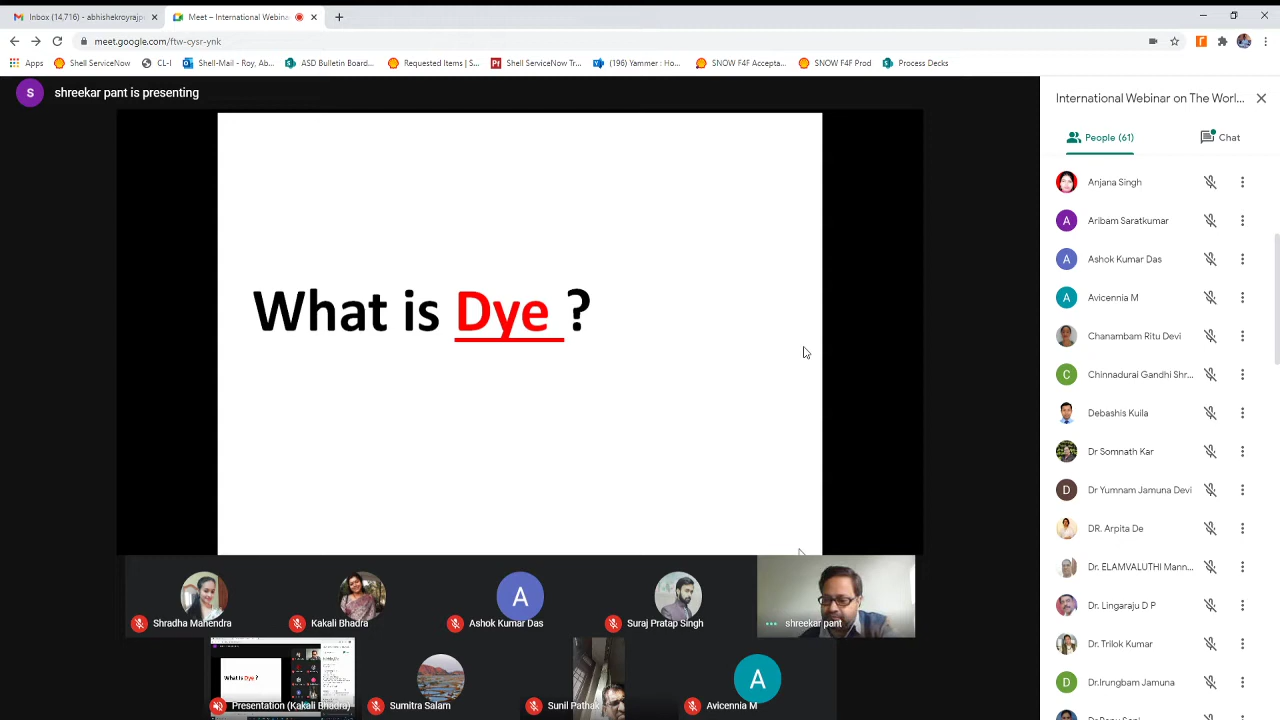 Inbox (14,716) - abhishekroyrajp
Meet – International Webina
meet.google.com/ftw-cysr-ynk
Apps
Shell ServiceNow
CL-I
Shell-Mail - Roy, Ab...
ASD Bulletin Board...
Requested Items | S...
Shell ServiceNow Tr...
(196) Yammer : Ho...
SNOW F4F Accepta...
SNOW F4F Prod
Process Decks
S
shreekar pant is presenting
International Webinar on The Worl...
People (61)
Chat
What is Dye ?
Anjana Singh
A Aribam Saratkumar
A Ashok Kumar Das
A Avicennia M
Chanambam Ritu Devi
C Chinnadurai Gandhi Shr...
Debashis Kuila
Dr Somnath Kar
D Dr Yumnam Jamuna Devi
DR. Arpita De
Dr. ELAMVALUTHI Mann...
Dr. Lingaraju D P
Dr. Trilok Kumar
D Dr.Irungbam Jamuna
Shradha Mahendra
Kakali Bhadra
A
Ashok Kumar Das
Suraj Pratap Singh
shreekar pant
What is Dye ?
Presentation (Kakali Bhadra)
Sumitra Salam
Sunil Pathak
A
Avicennia M